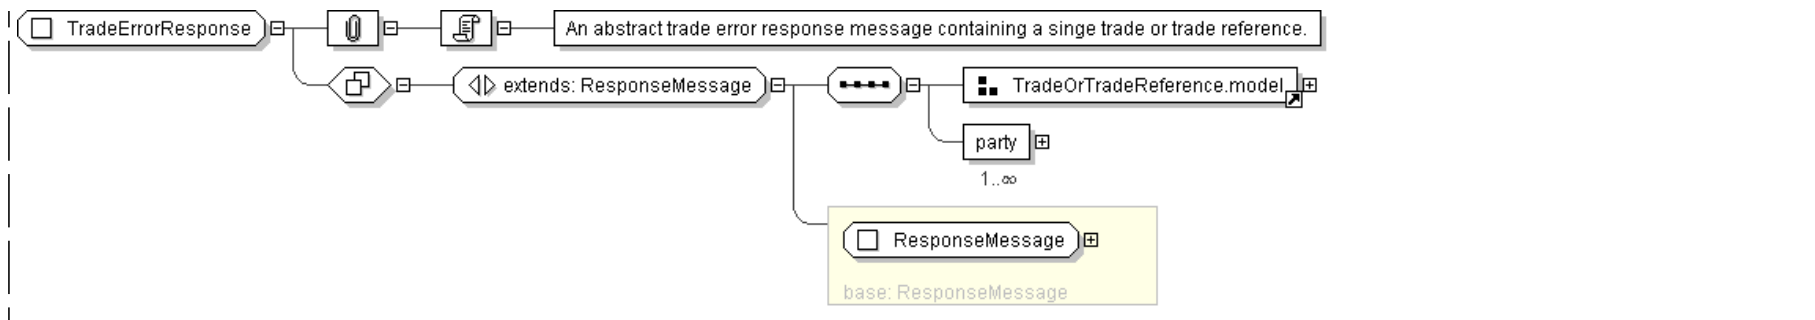 TradeErrorResponse
An abstract trade error response message containing a singe trade or trade reference.
extends: ResponseMessage
TradeOrTradeReference.model
party
1..∞
ResponseMessage
base: ResponseMessage